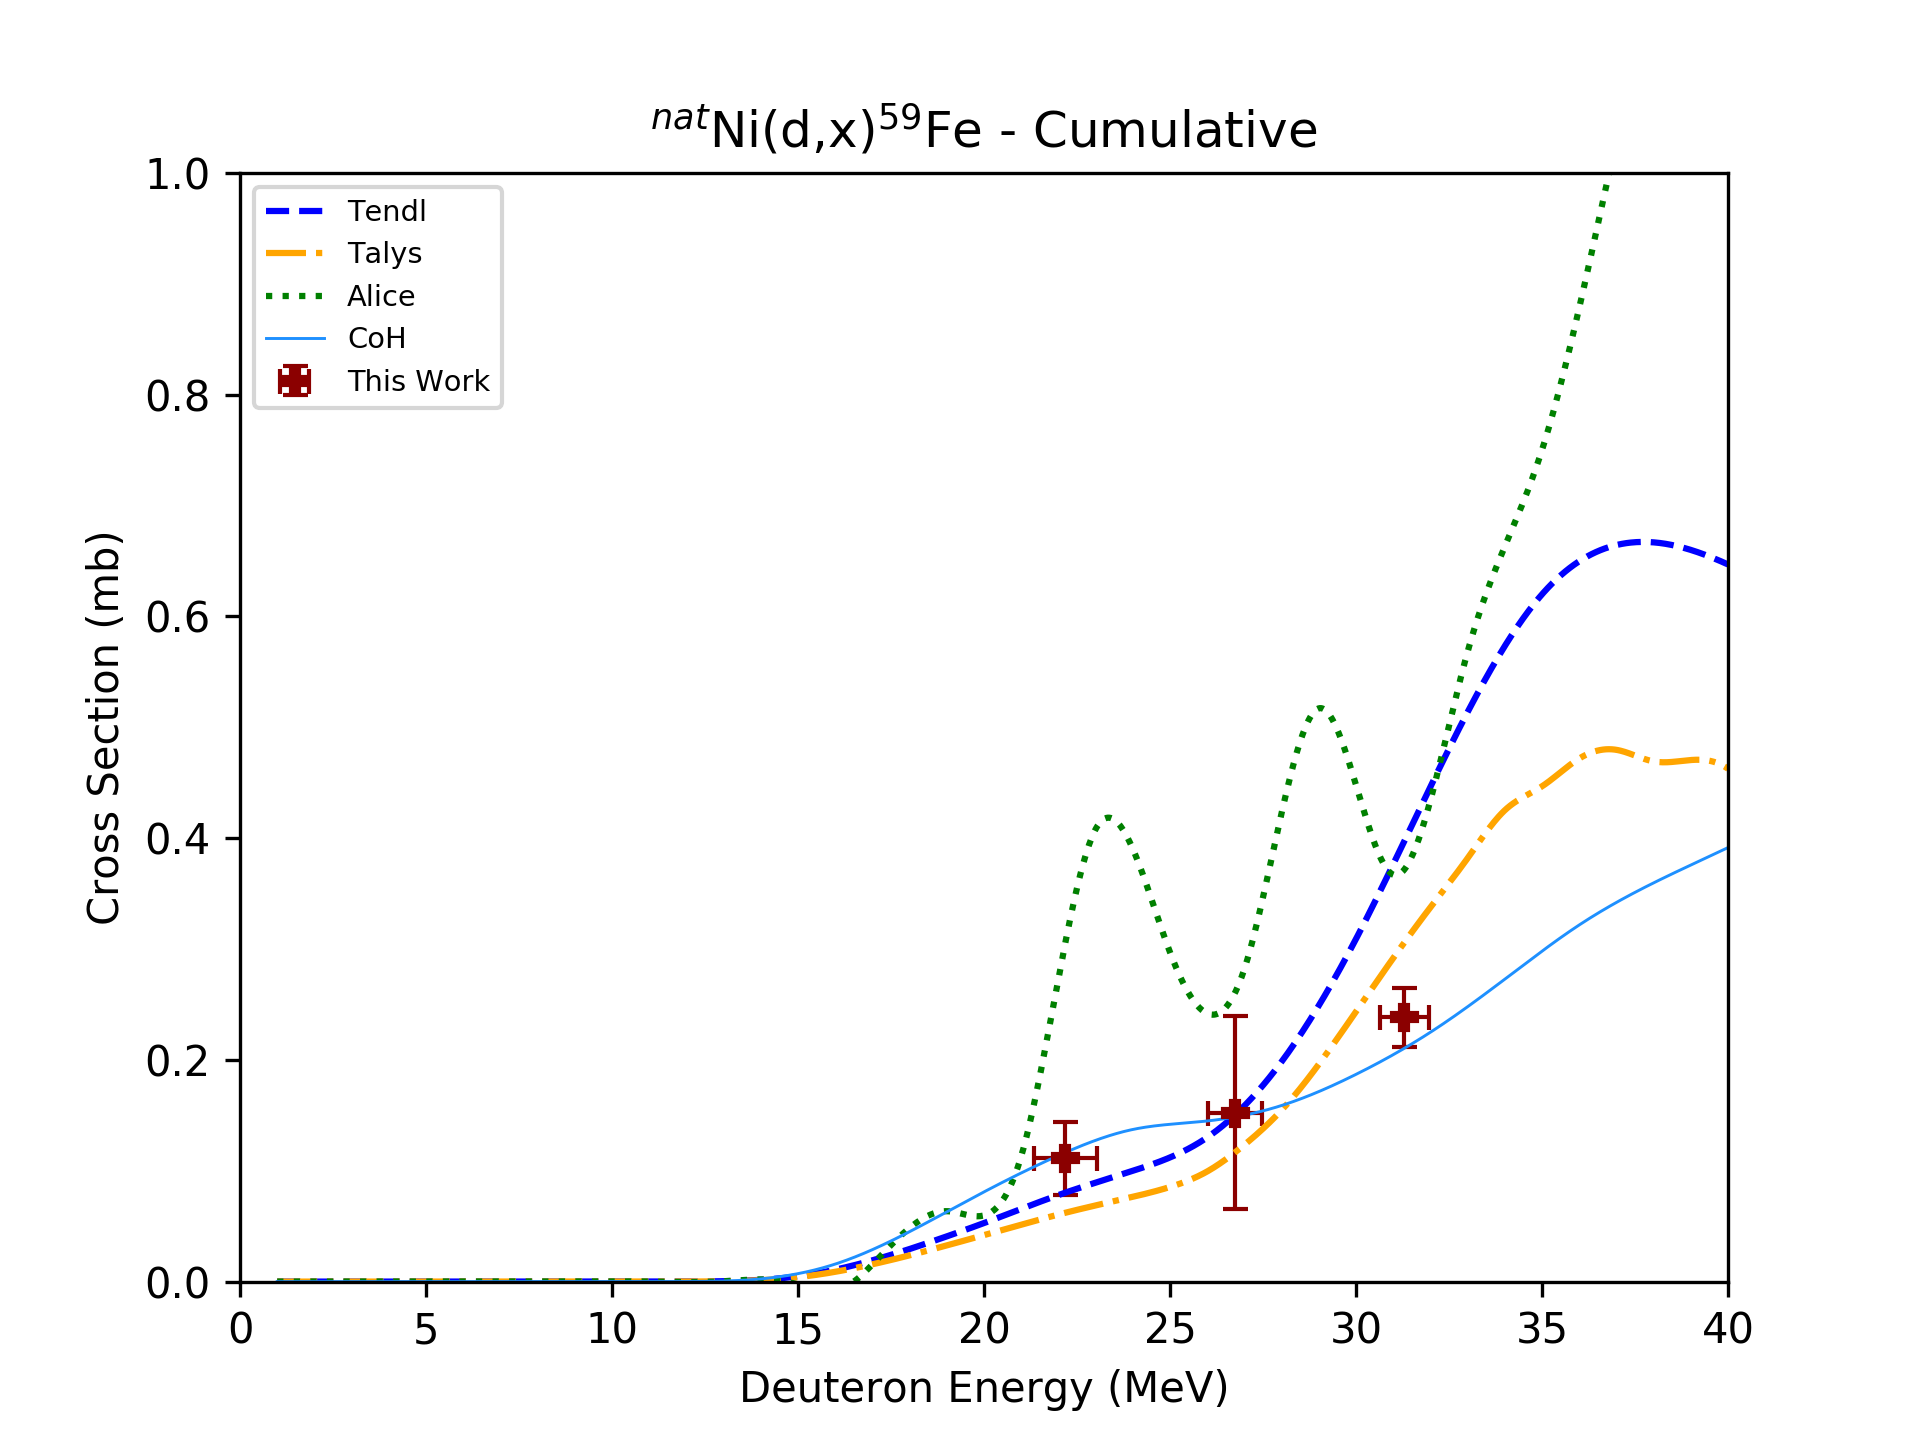 natNi(d,x)59Fe - Cumulative
1.0
0.8
0.6
0.4
0.2
0.0
Cross Section (mb)
Tendl
Talys
Alice
CoH
This Work
0 5 10 15 20 25 30 35 40
Deuteron Energy (MeV)